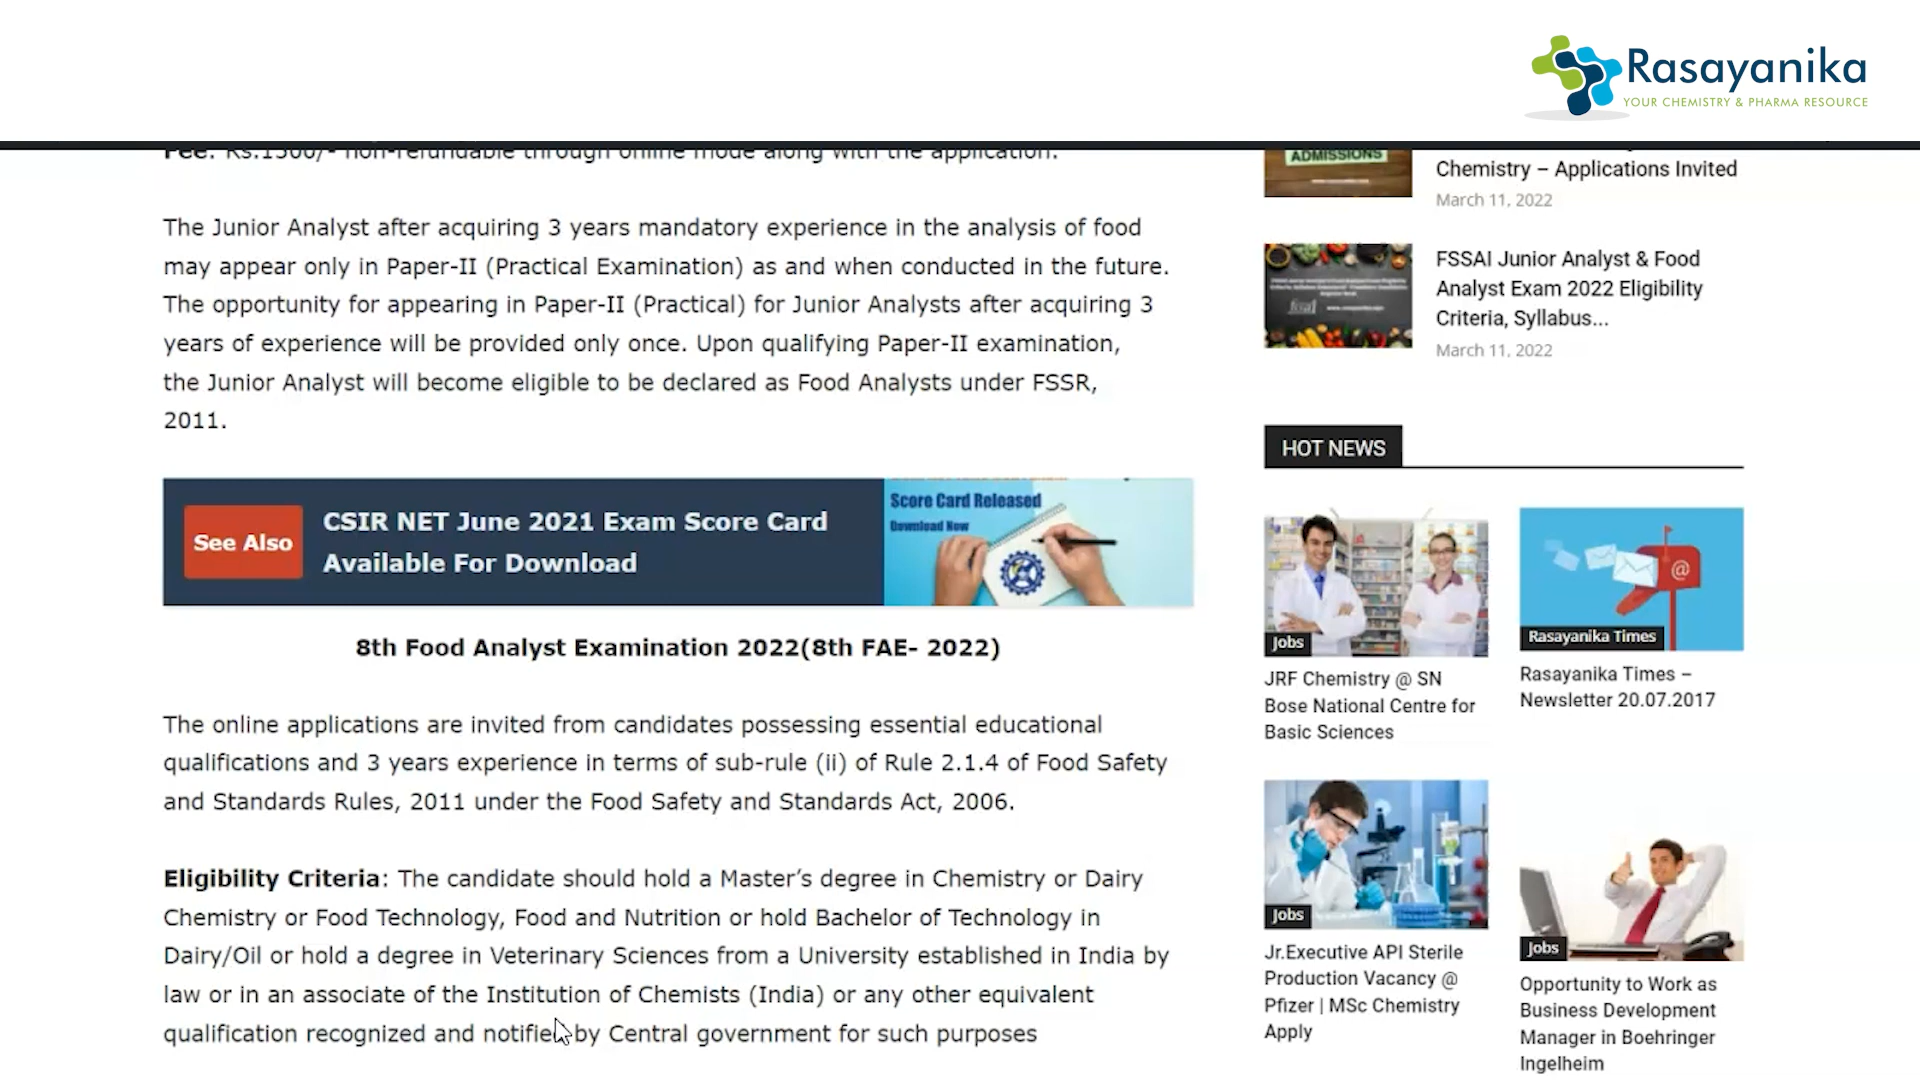 Rasayanika
YOUR CHEMISTRY & PHARMA RESOURCE
Fee: Rs.1500/- non-refundable through online mode along with the application.
The Junior Analyst after acquiring 3 years mandatory experience in the analysis of food
may appear only in Paper-II (Practical Examination) as and when conducted in the future.
The opportunity for appearing in Paper-II (Practical) for Junior Analysts after acquiring 3
years of experience will be provided only once. Upon qualifying Paper-II examination,
the Junior Analyst will become eligible to be declared as Food Analysts under FSSR,
2011.
See Also
CSIR NET June 2021 Exam Score Card
Available For Download
Score Card Released
Download Now
8th Food Analyst Examination 2022(8th FAE- 2022)
The online applications are invited from candidates possessing essential educational
qualifications and 3 years experience in terms of sub-rule (ii) of Rule 2.1.4 of Food Safety
and Standards Rules, 2011 under the Food Safety and Standards Act, 2006.
Eligibility Criteria: The candidate should hold a Master’s degree in Chemistry or Dairy
Chemistry or Food Technology, Food and Nutrition or hold Bachelor of Technology in
Dairy/Oil or hold a degree in Veterinary Sciences from a University established in India by
law or in an associate of the Institution of Chemists (India) or any other equivalent
qualification recognized and notified by Central government for such purposes
ADMISSIONS
Chemistry – Applications Invited
March 11, 2022
fssai
FSSAI Junior Analyst & Food
Analyst Exam 2022 Eligibility
Criteria, Syllabus...
March 11, 2022
HOT NEWS
Jobs
JRF Chemistry @ SN
Bose National Centre for
Basic Sciences
@
Rasayanika Times
Rasayanika Times –
Newsletter 20.07.2017
Jobs
Jr.Executive API Sterile
Production Vacancy @
Pfizer | MSc Chemistry
Apply
Jobs
Opportunity to Work as
Business Development
Manager in Boehringer
Ingelheim